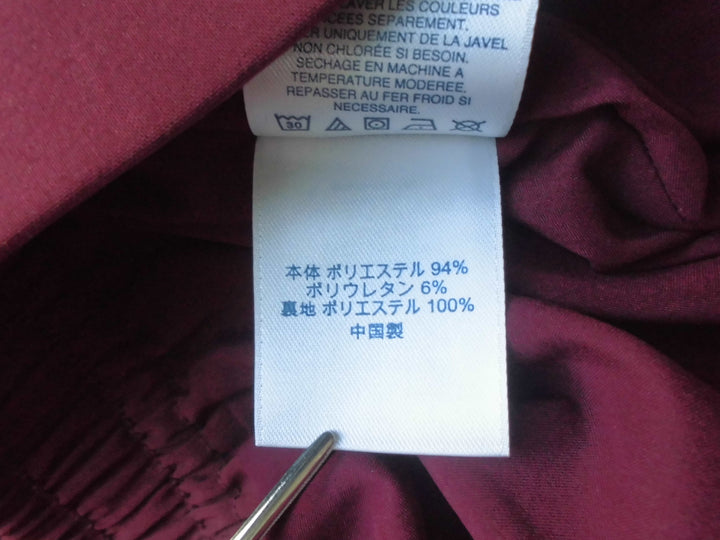 LAVER LES COULEURS
SEPAREMENT.
UNIQUEMENT DE LA JAVEL
NON CHLORÉE SI BESOIN.
SECHAGE EN MACHINE A
TEMPERATURE MODEREE.
REPASSER AU FER FROID SI
NECESSAIRE.
30
本体 ポリエステル 94%
ポリウレタン 6%
裏地 ポリエステル 100%
中国製